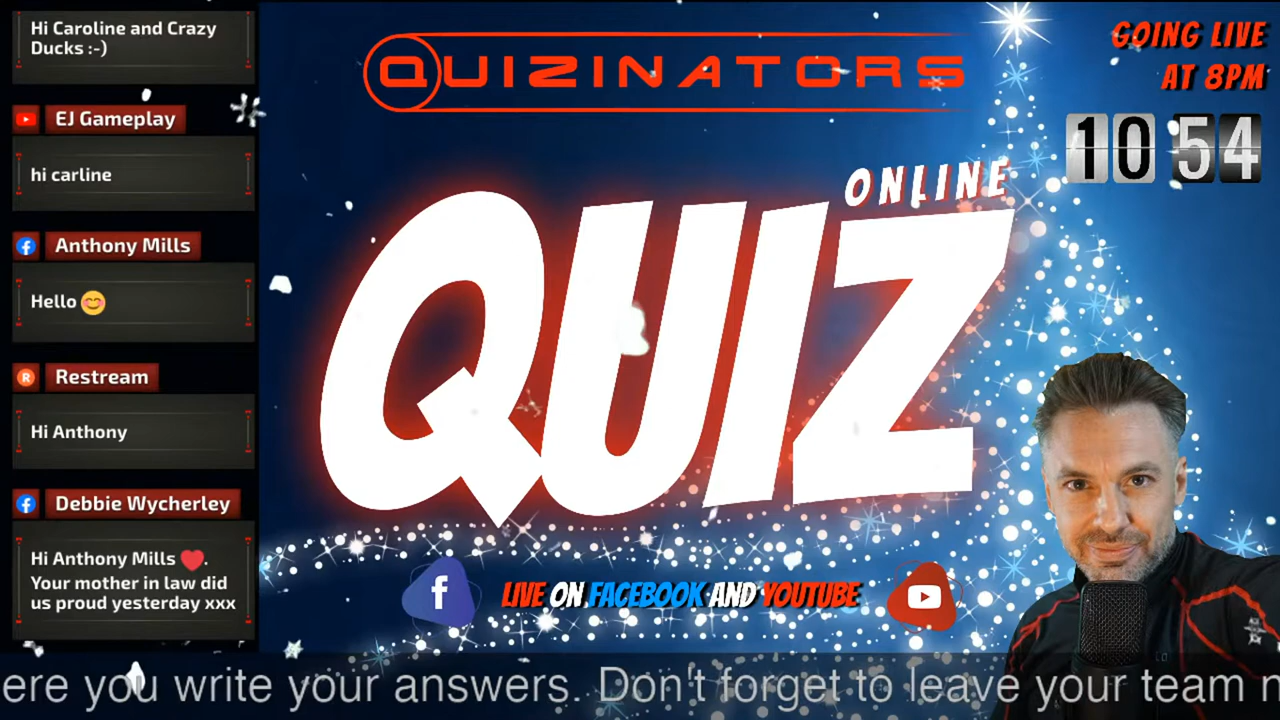 Hi Caroline and Crazy
Ducks :-)
EJ Gameplay
hi carline
Anthony Mills
Hello 😊
R Restream
Hi Anthony
Debbie Wycherley
Hi Anthony Mills ❤️.
Your mother in law did
us proud yesterday xxx
QUIZINATORS
GOING LIVE
AT 8PM
10 54
ONLINE
QUIZ
f LIVE ON FACEBOOK AND YOUTUBE
ere you write your answers. Don't forget to leave your team n